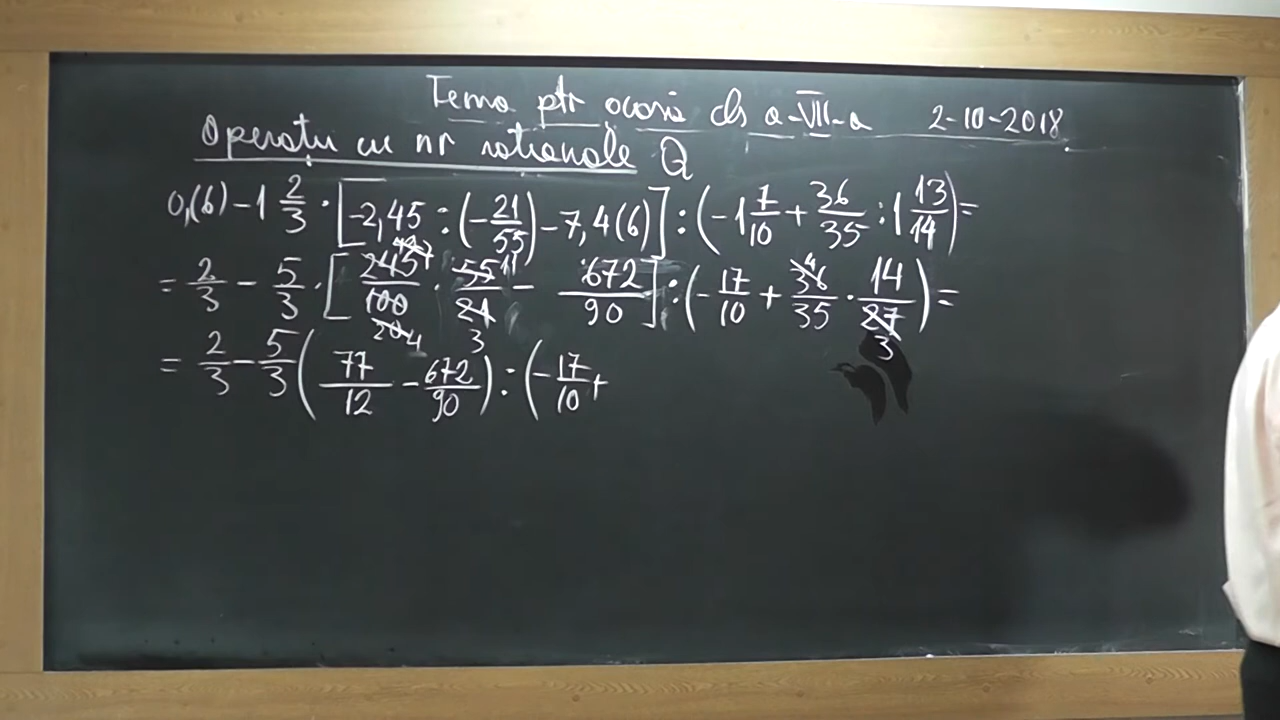 Tema ptr acasă cls a-VII-a 2-10-2018
Operații cu nr raționale Q
0,(6) - 1 2/3 · [-2,45 : (-21/55) - 7,4(6)] : (-1 7/10 + 36/35 : 1 13/14) =
= 2/3 - 5/3 · [245/100 · 55/21 - 672/90] : (-17/10 + 36/35 · 14/27) =
= 2/3 - 5/3 (77/12 - 672/90) : (-17/10 +